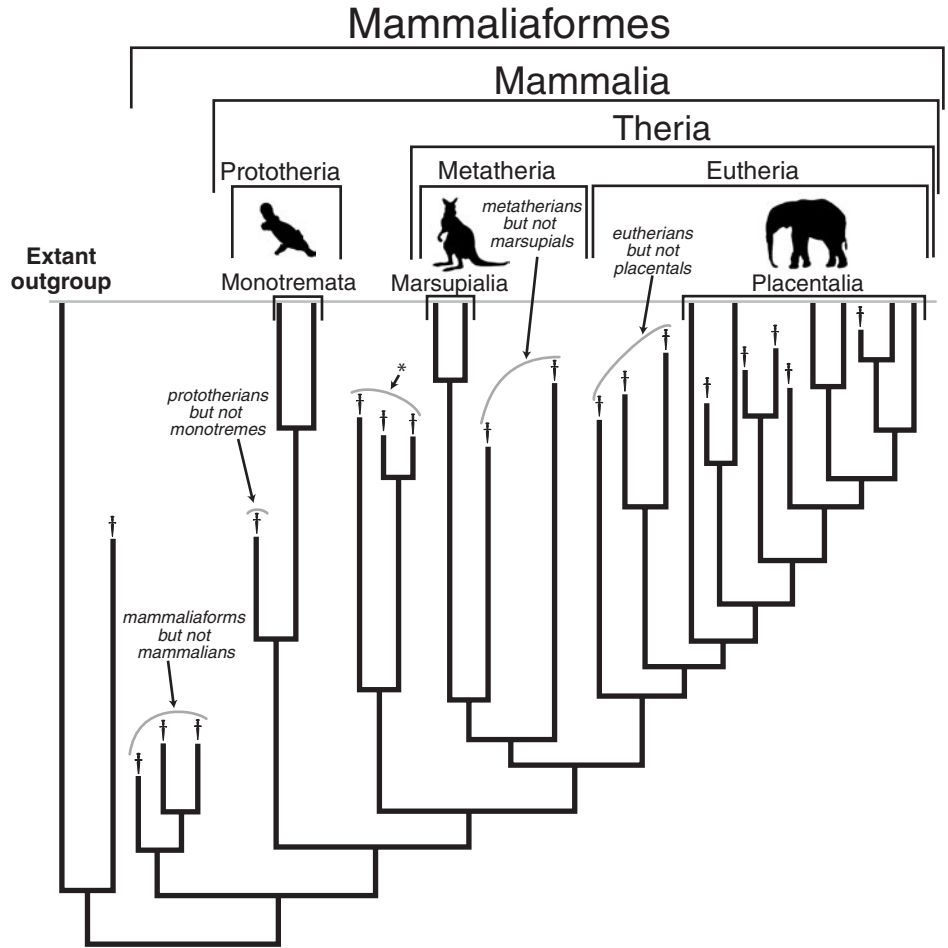 Mammaliaformes
Mammalia
Theria
Prototheria
Metatheria
Eutheria
metatherians
but not
marsupials
eutherians
but not
placentals
Extant
outgroup
Monotremata
Marsupialia
Placentalia
†
†
†
†
†
†
*
†
†
†
†
prototherians
but not
monotremes
†
†
†
†
†
†
†
mammaliaforms
but not
mammalians
†
†
†